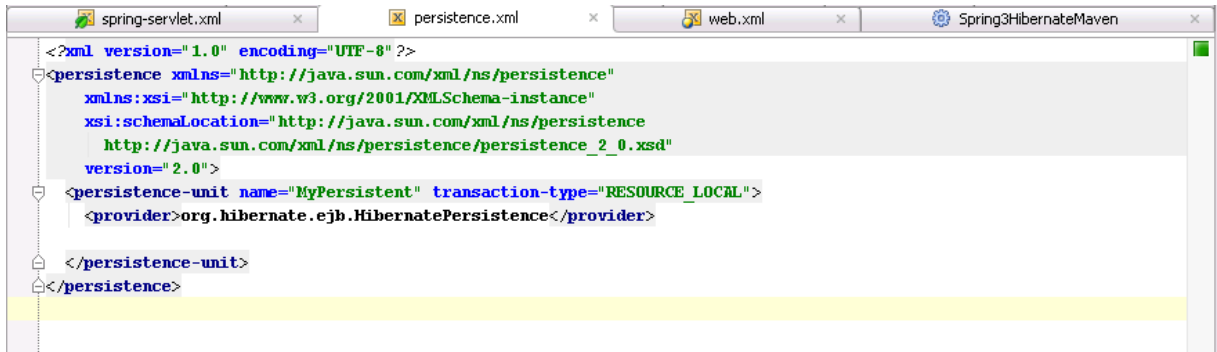 spring-servlet.xml persistence.xml web.xml Spring3HibernateMaven
<?xml version="1.0" encoding="UTF-8"?>
<persistence xmlns="http://java.sun.com/xml/ns/persistence"
xmlns:xsi="http://www.w3.org/2001/XMLSchema-instance"
xsi:schemaLocation="http://java.sun.com/xml/ns/persistence
http://java.sun.com/xml/ns/persistence/persistence_2_0.xsd"
version="2.0">
<persistence-unit name="MyPersistent" transaction-type="RESOURCE_LOCAL">
<provider>org.hibernate.ejb.HibernatePersistence</provider>
</persistence-unit>
</persistence>